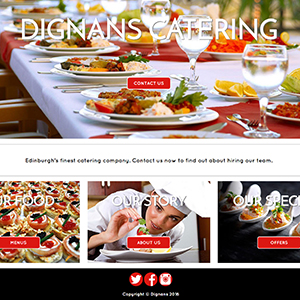 DIGNANS CATERING
CONTACT US
Edinburgh's finest catering company. Contact us now to find out about hiring our team.
UR FOOD
OUR STORY
OUR SPEC
MENUS
ABOUT US
OFFERS
Copyright © Dignans 2016